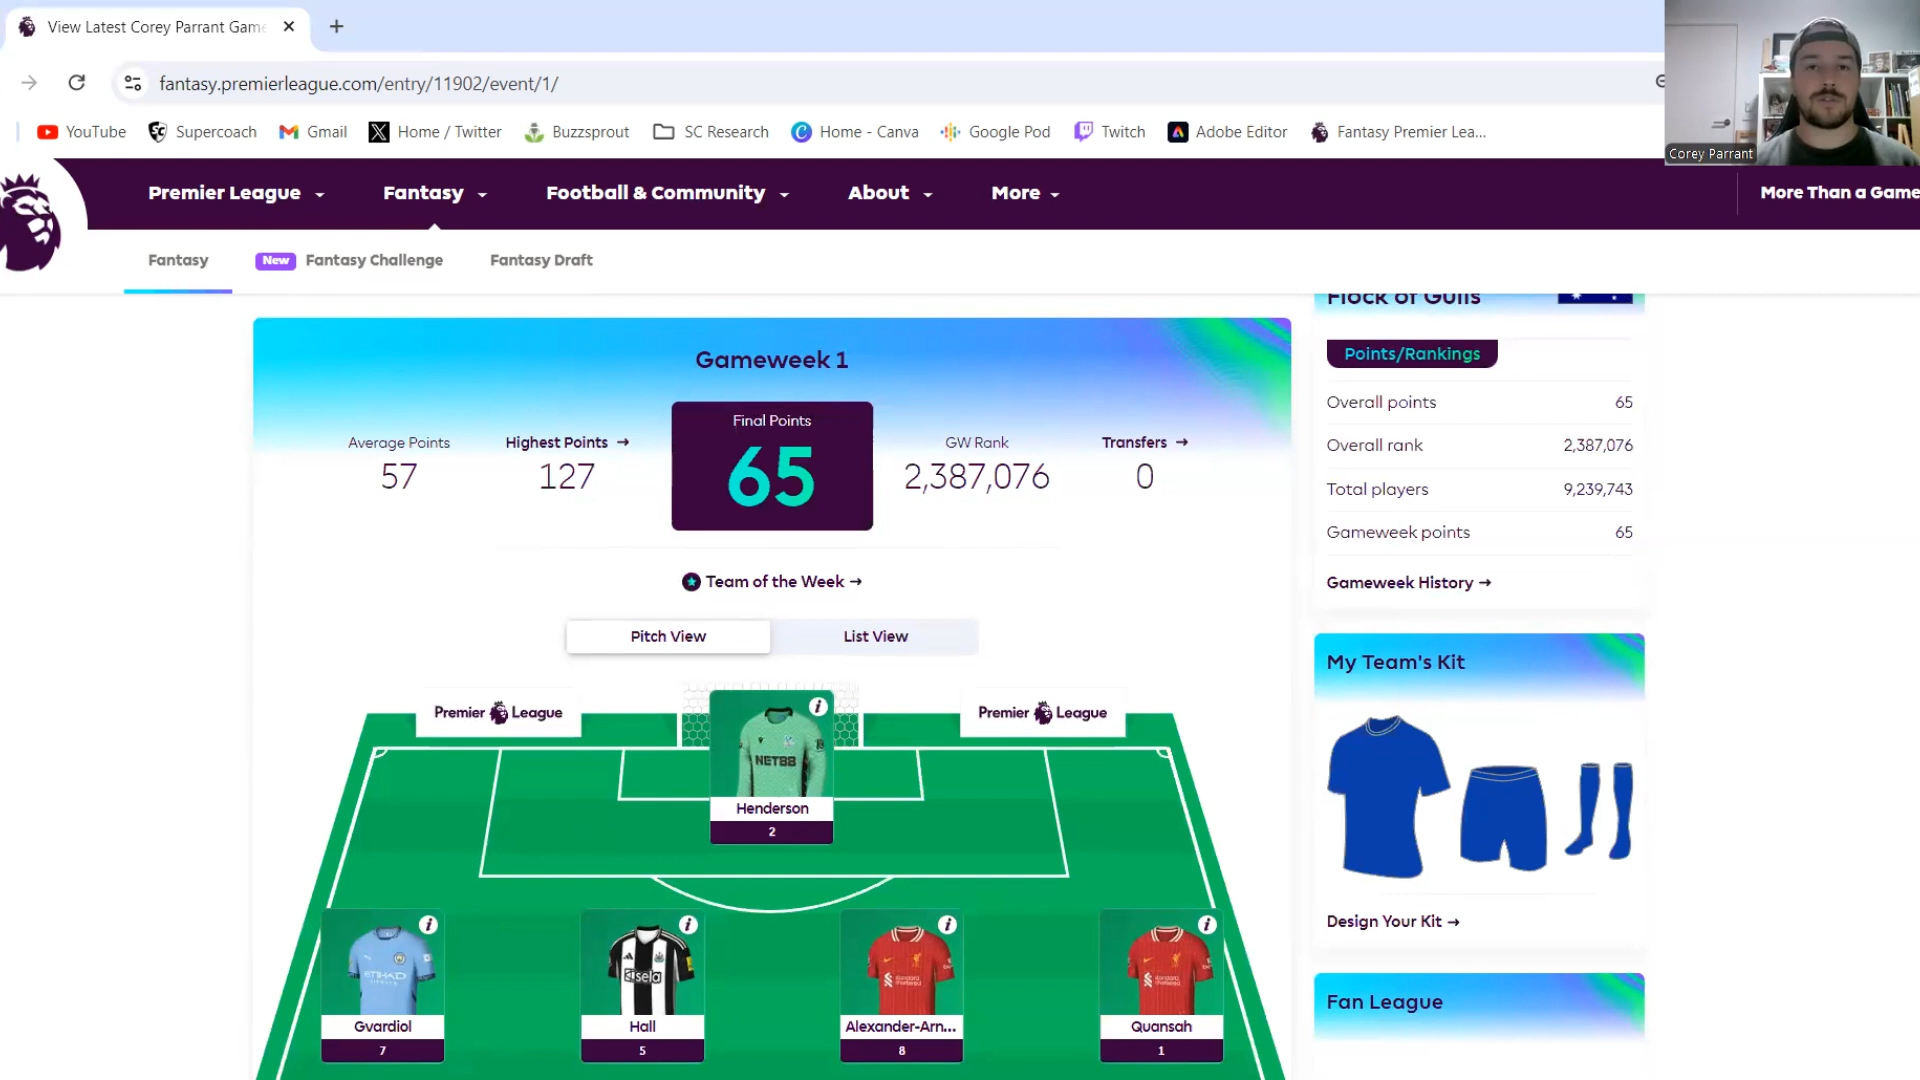 View Latest Corey Parrant Game
fantasy.premierleague.com/entry/11902/event/1/
YouTube
Supercoach
Gmail
Home / Twitter
Buzzsprout
SC Research
Home - Canva
Google Pod
Twitch
Adobe Editor
Fantasy Premier Lea...
Corey Parrant
Premier League
Fantasy
Football & Community
About
More
More Than a Game
Fantasy
New
Fantasy Challenge
Fantasy Draft
Flock of Gulls
Gameweek 1
Points/Rankings
Average Points
57
Highest Points →
127
Final Points
65
GW Rank
2,387,076
Transfers →
0
Overall points 65
Overall rank 2,387,076
Total players 9,239,743
Gameweek points 65
Gameweek History →
Team of the Week →
Pitch View
List View
My Team's Kit
Design Your Kit →
Fan League
Premier League
Premier League
NET88
Henderson
2
ETIHAD
Gvardiol
7
sela
Hall
5
Alexander-Arn...
8
Quansah
1